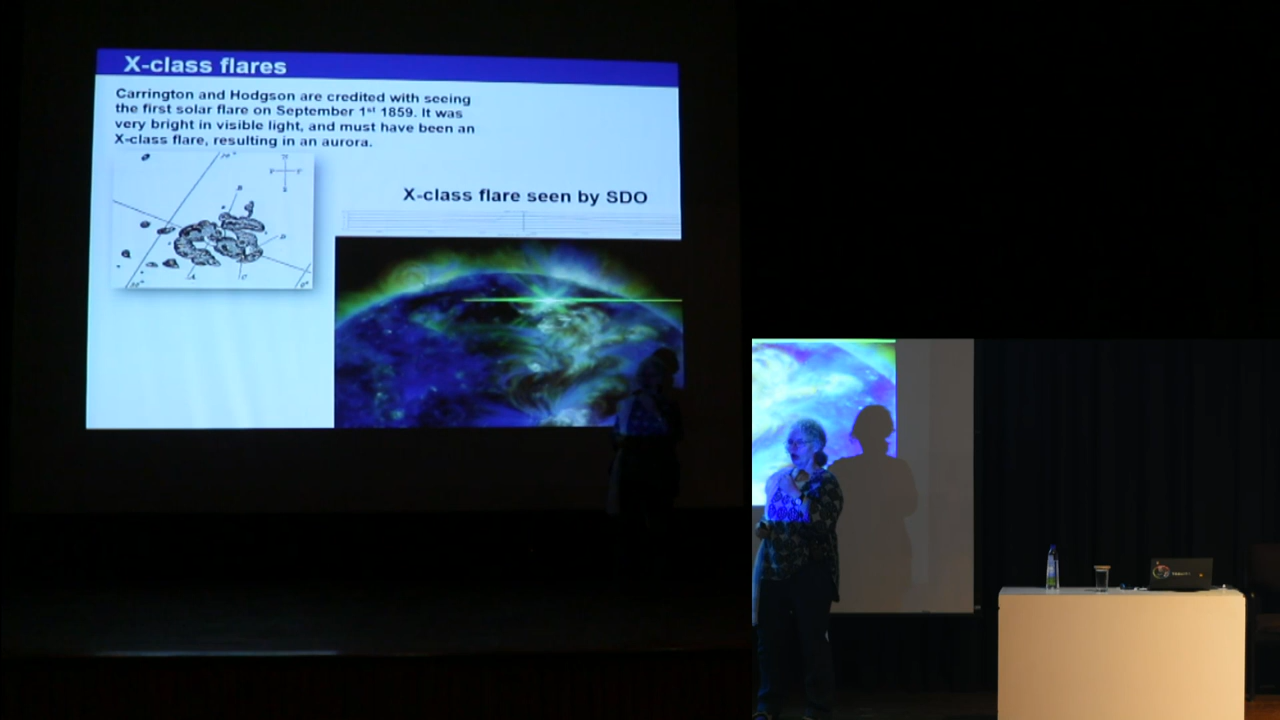 X-class flares
Carrington and Hodgson are credited with seeing
the first solar flare on September 1st 1859. It was
very bright in visible light, and must have been an
X-class flare, resulting in an aurora.
X-class flare seen by SDO
B
D
A
C